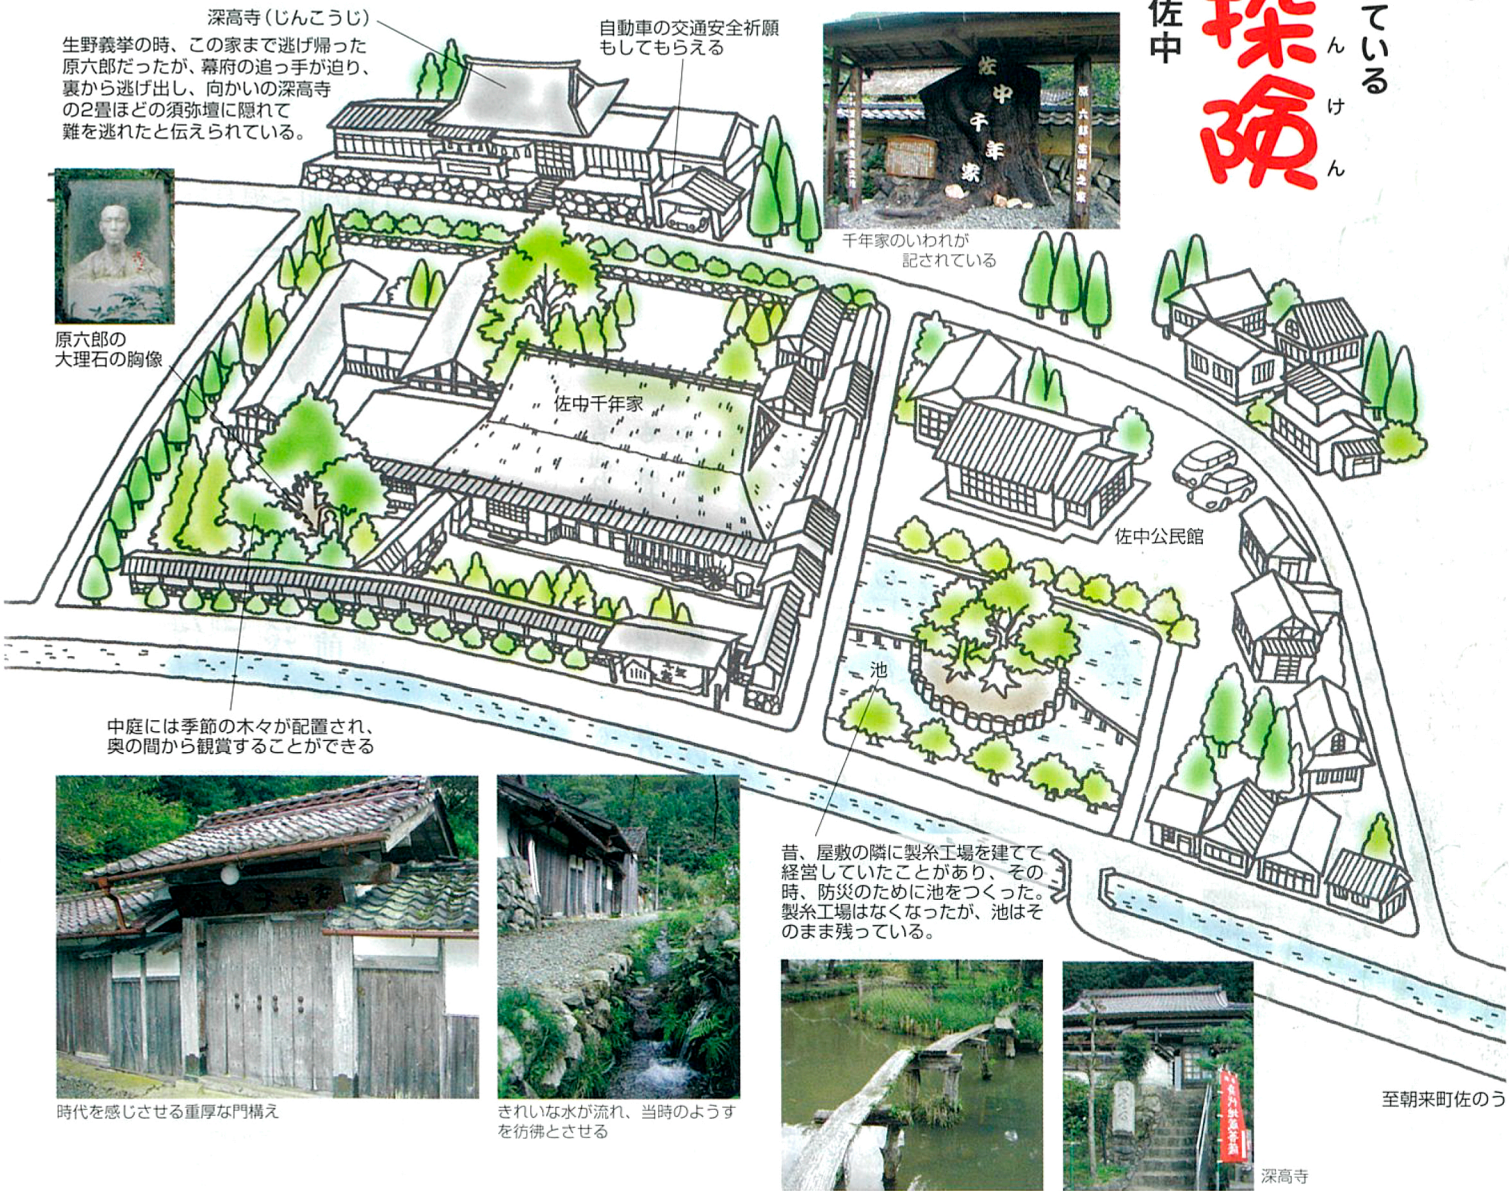 ている
探険
んけん
佐中
深高寺（じんこうじ）
生野義挙の時、この家まで逃げ帰った
原六郎だったが、幕府の追っ手が迫り、
裏から逃げ出し、向かいの深高寺
の2畳ほどの須弥壇に隠れて
難を逃れたと伝えられている。
自動車の交通安全祈願
もしてもらえる
佐中千年家
原六郎生誕之家
千年家のいわれが
記されている
原六郎の
大理石の胸像
佐中千年家
佐中公民館
池
中庭には季節の木々が配置され、
奥の間から観賞することができる
昔、屋敷の隣に製糸工場を建てて
経営していたことがあり、その
時、防災のために池をつくった。
製糸工場はなくなったが、池はそ
のまま残っている。
時代を感じさせる重厚な門構え
きれいな水が流れ、当時のようす
を彷彿とさせる
深高寺
至朝来町佐のう